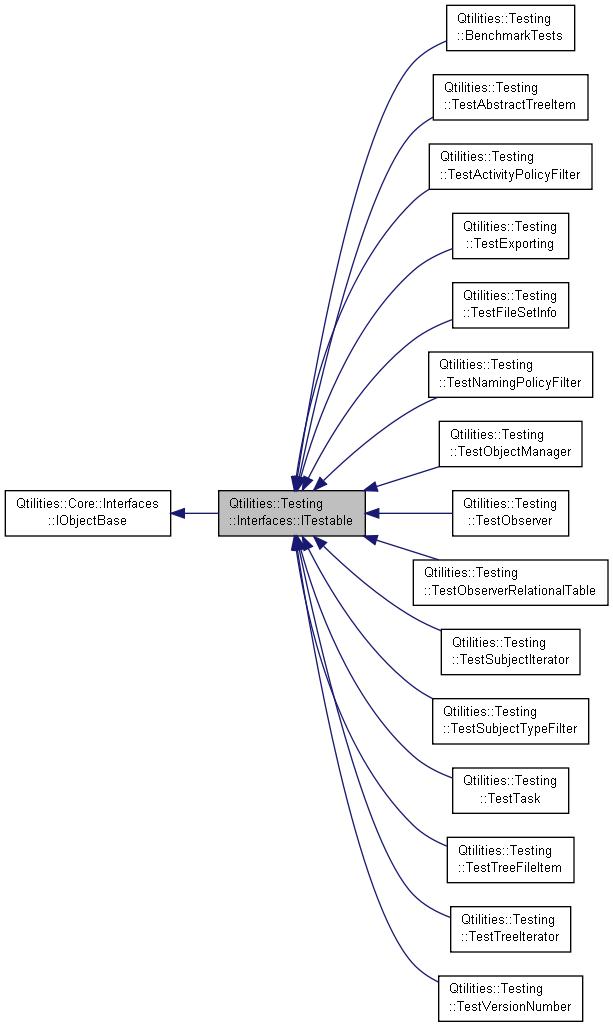 Qtilities::Testing
::BenchmarkTests
Qtilities::Testing
::TestAbstractTreeItem
Qtilities::Testing
::TestActivityPolicyFilter
Qtilities::Testing
::TestExporting
Qtilities::Testing
::TestFileSetInfo
Qtilities::Testing
::TestNamingPolicyFilter
Qtilities::Testing
::TestObjectManager
Qtilities::Core::Interfaces
::IObjectBase
Qtilities::Testing
::Interfaces::ITestable
Qtilities::Testing
::TestObserver
Qtilities::Testing
::TestObserverRelationalTable
Qtilities::Testing
::TestSubjectIterator
Qtilities::Testing
::TestSubjectTypeFilter
Qtilities::Testing
::TestTask
Qtilities::Testing
::TestTreeFileItem
Qtilities::Testing
::TestTreeIterator
Qtilities::Testing
::TestVersionNumber